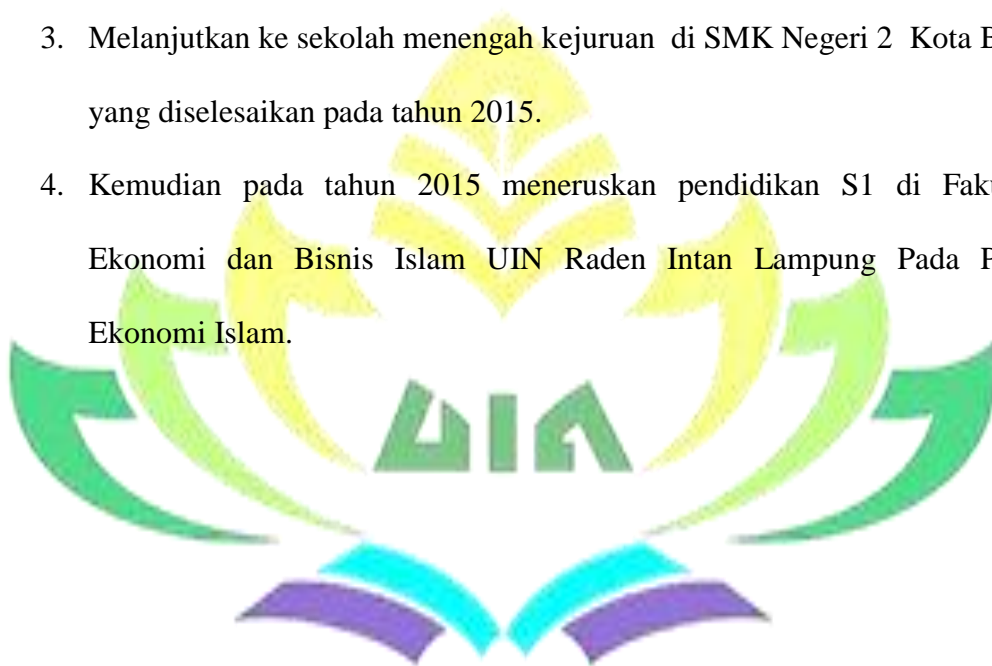 3. Melanjutkan ke sekolah menengah kejuruan di SMK Negeri 2 Kota
yang diselesaikan pada tahun 2015.
4. Kemudian pada tahun 2015 meneruskan pendidikan S1 di
Ekonomi dan Bisnis Islam UIN Raden Intan Lampung Pada
Ekonomi Islam.
UIN